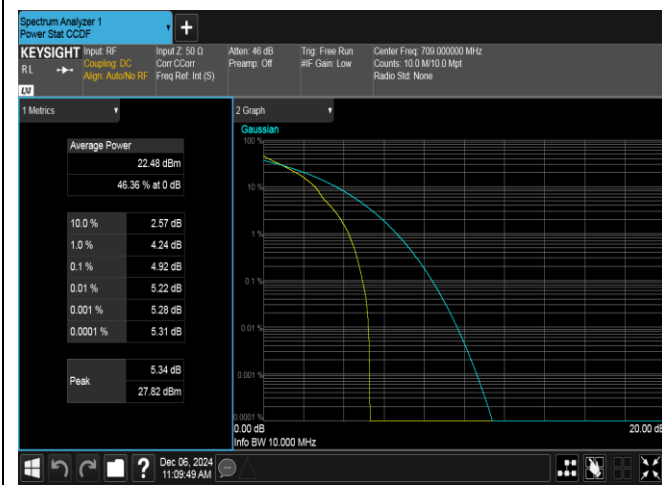 Spectrum Analyzer 1
Power Stat CCDF
+
KEYSIGHT
RL
LXI
Input: RF
Coupling: DC
Align: Auto/No RF
Input Z: 50 Ω
Corr CCorr
Freq Ref: Int (S)
Atten: 46 dB
Preamp: Off
Trig: Free Run
#IF Gain: Low
Center Freq: 709.000000 MHz
Counts: 10.0 M/10.0 Mpt
Radio Std: None
1 Metrics
Average Power
22.48 dBm
46.36 % at 0 dB
10.0 % 2.57 dB
1.0 % 4.24 dB
0.1 % 4.92 dB
0.01 % 5.22 dB
0.001 % 5.28 dB
0.0001 % 5.31 dB
Peak
5.34 dB
27.82 dBm
2 Graph
Gaussian
100 %
10 %
1 %
0.1 %
0.01 %
0.001 %
0.0001 %
0.00 dB
20.00 dB
Info BW 10.000 MHz
?
Dec 06, 2024
11:09:49 AM